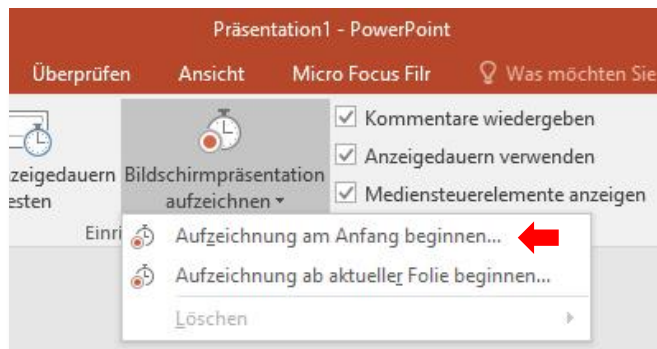 Präsentation1 - PowerPoint
Überprüfen Ansicht Micro Focus Filr Was möchten Sie
zeigedauern Bildschirmpräsentation
esten aufzeichnen
Kommentare wiedergeben
Anzeigedauern verwenden
Mediensteuerelemente anzeigen
Einri
Aufzeichnung am Anfang beginnen...
Aufzeichnung ab aktueller Folie beginnen...
Löschen